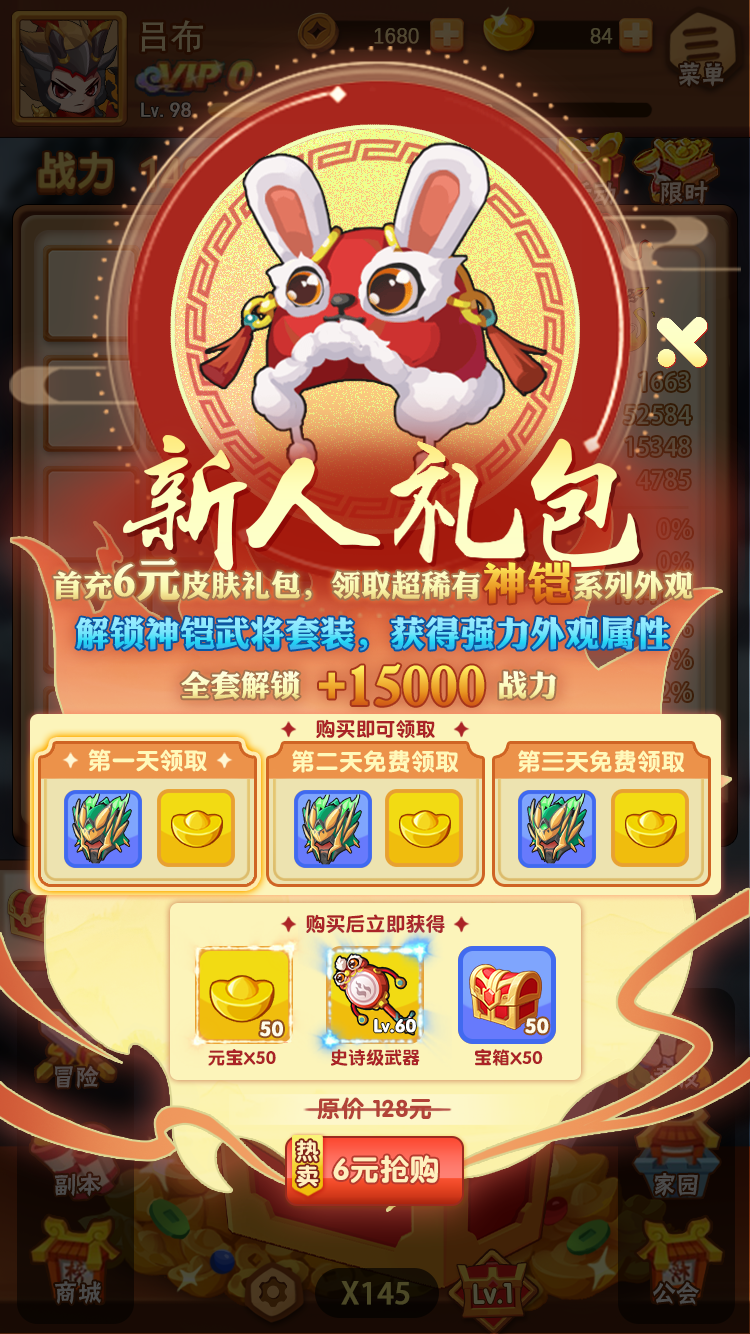 吕布
1680
84
VIP 0
菜单
Lv. 98
战力
限时
1663
52584
15348
4785
0%
0%
新人礼包
首充6元皮肤礼包，领取超稀有神铠系列外观
解锁神铠武将套装，获得强力外观属性
全套解锁 +15000 战力
购买即可领取
第一天领取
第二天免费领取
第三天免费领取
购买后立即获得
50
Lv.60
50
元宝X50
史诗级武器
宝箱X50
冒险
原价 128元
热卖
6元抢购
副本
家园
商城
X145
Lv.1
公会